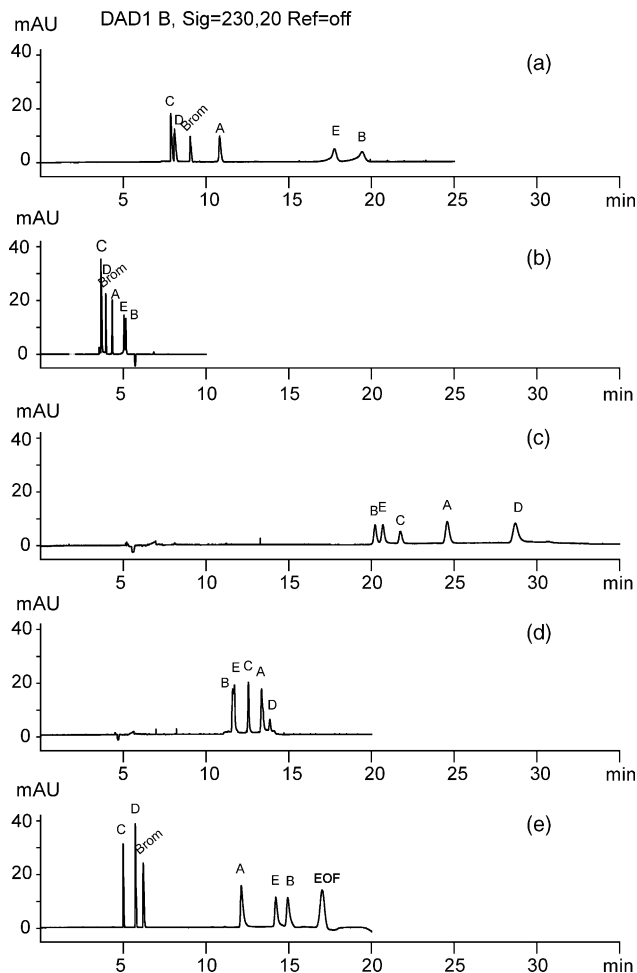 mAU DAD1 B, Sig=230,20 Ref=off
40 (a)
20 C D Brom A E B
0
5 10 15 20 25 30 min
mAU
40 C (b)
D Brom
20 A E B
0
5 10 15 20 25 30 min
mAU
40 (c)
20
B E C A D
0
5 10 15 20 25 30 min
mAU
40 (d)
B E C A
20 D
0
5 10 15 20 25 30 min
mAU
40 D (e)
C Brom
20 A E B EOF
0
5 10 15 20 25 30 min